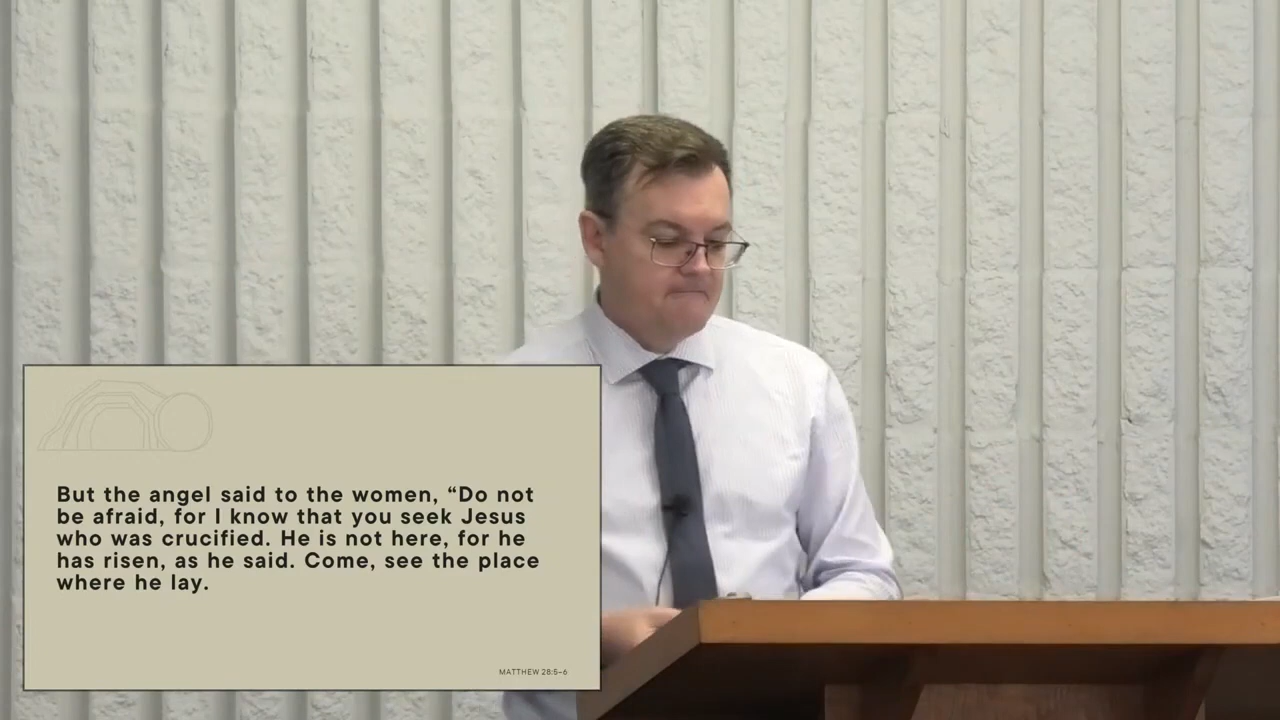 But the angel said to the women, “Do not
be afraid, for I know that you seek Jesus
who was crucified. He is not here, for he
has risen, as he said. Come, see the place
where he lay.
MATTHEW 28:5–6